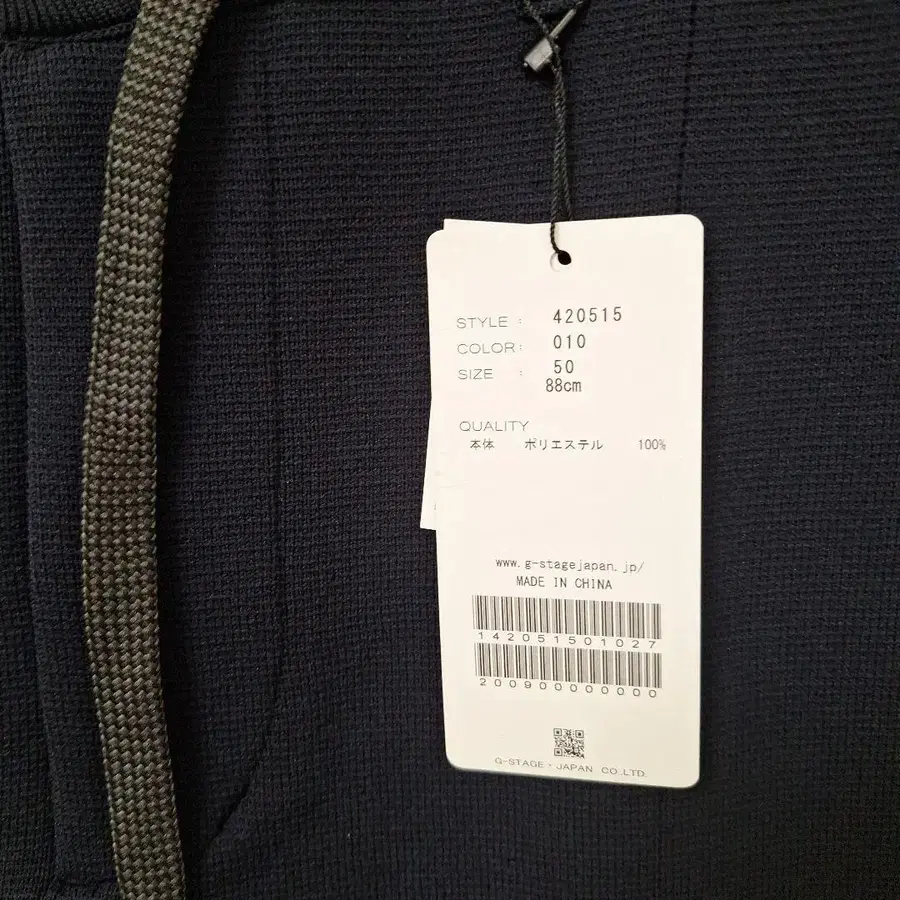 STYLE : 420515
COLOR: 010
SIZE : 50
88cm
QUALITY
本体 ポリエステル 100%
www.g-stagejapan.jp/
MADE IN CHINA
142051501027
2009000000000
G-STAGE・JAPAN CO.,LTD.